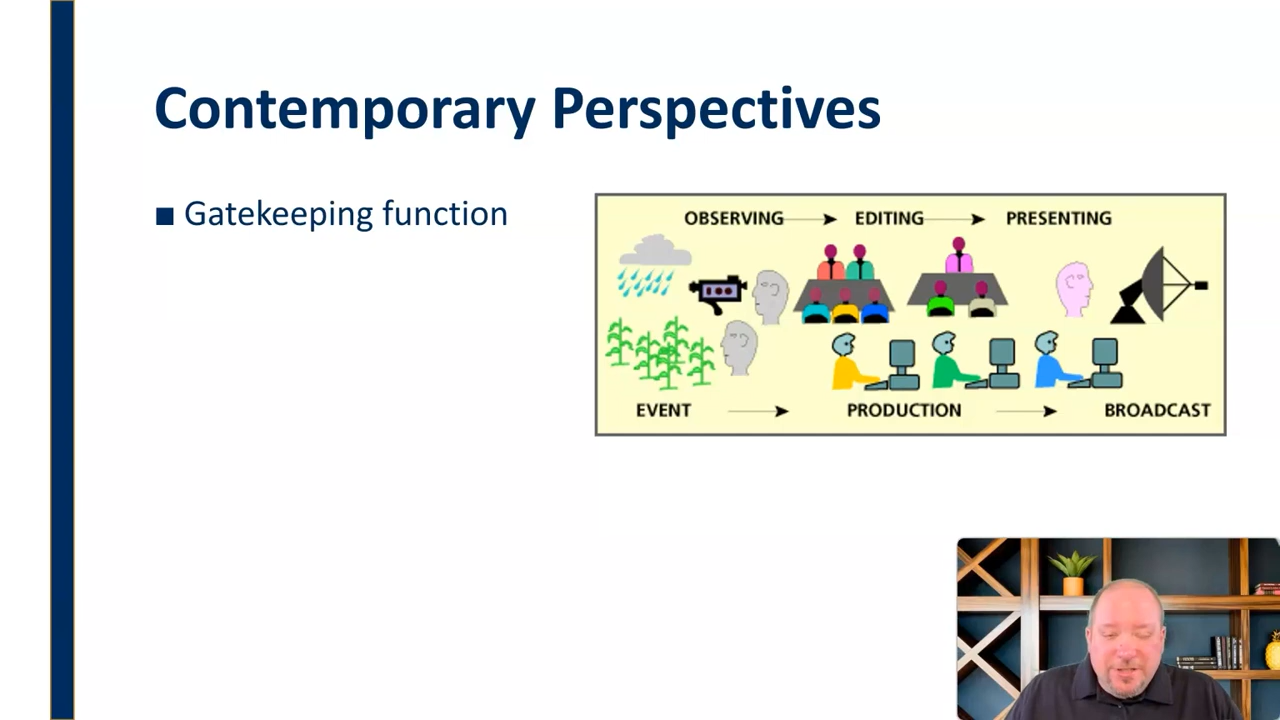 Contemporary Perspectives
Gatekeeping function
OBSERVING EDITING PRESENTING
EVENT PRODUCTION BROADCAST